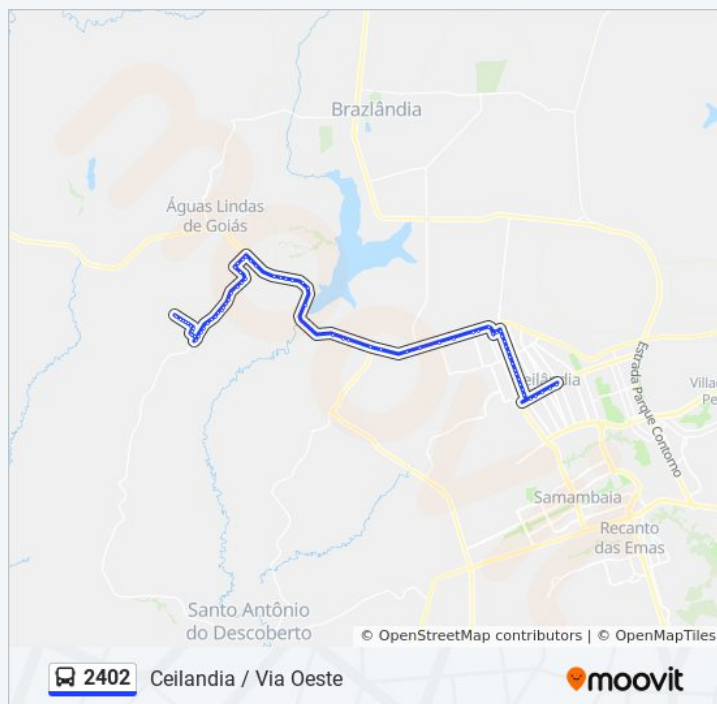 Brazlândia
Águas Lindas
de Goiás
Ceilândia
Estrada Parque Contorno
Samambaia
Recanto
das Emas
Santo Antônio
do Descoberto
© OpenStreetMap contributors | © OpenMapTiles
2402 Ceilandia / Via Oeste
moovit